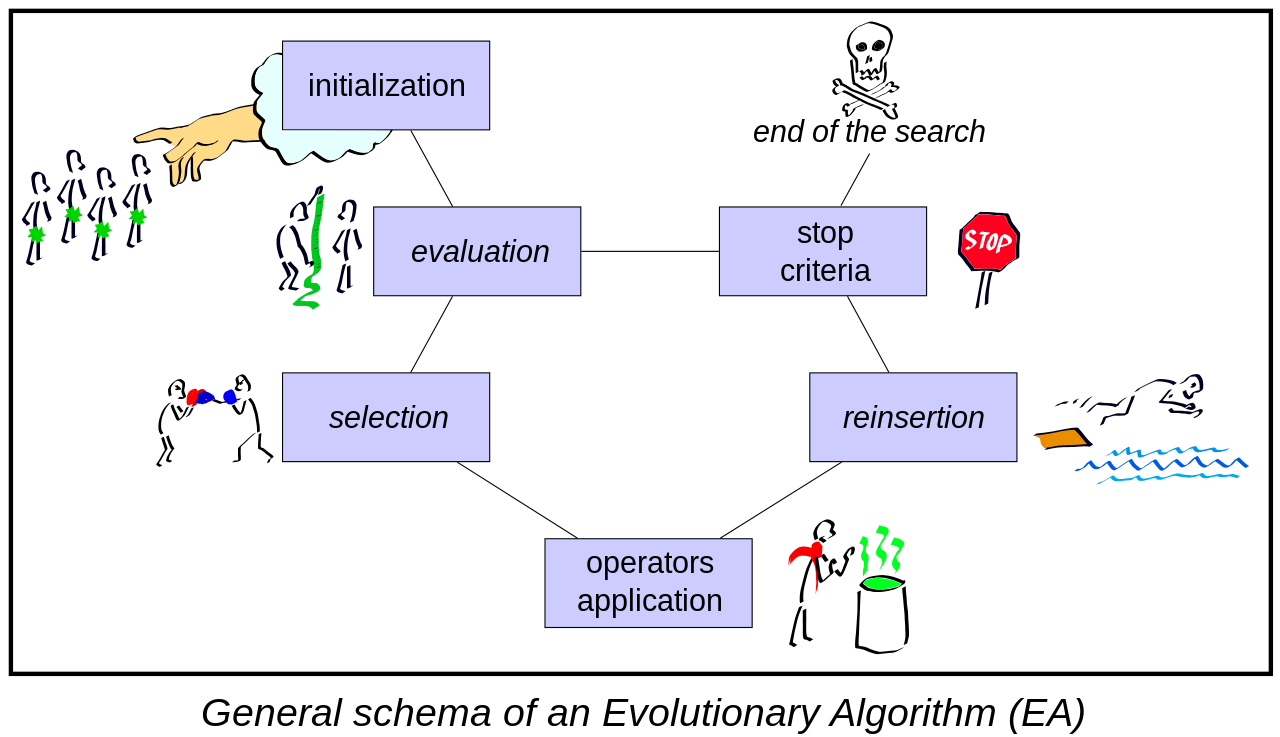 initialization
end of the search
evaluation
stop
criteria
STOP
selection
reinsertion
operators
application
General schema of an Evolutionary Algorithm (EA)